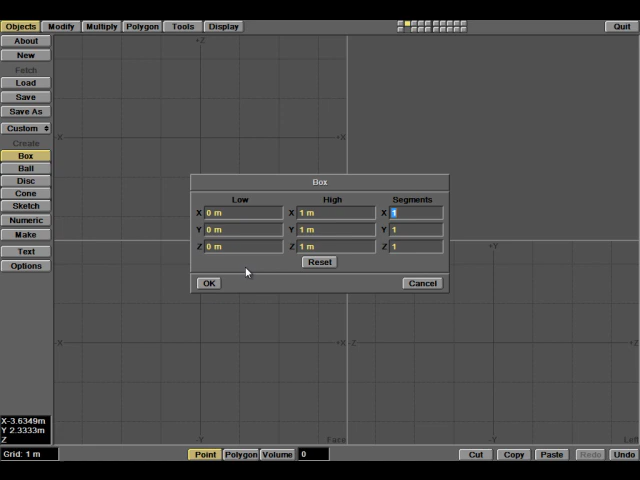 Objects Modify Multiply Polygon Tools Display Quit
About
New
Fetch
Load
Save
Save As
Custom
Create
Box
Ball
Disc
Cone
Sketch
Numeric
Make
Text
Options
+Z
-X +X
Box
Low High Segments
X 0 m X 1 m X 1
Y 0 m Y 1 m Y 1
Z 0 m Z 1 m Z 1
Reset
OK Cancel
+Y
-X +X -Z +Z
-Y Face -Y Left
X-3.6349m
Y 2.3333m
Z
Grid: 1 m Point Polygon Volume 0 Cut Copy Paste Redo Undo